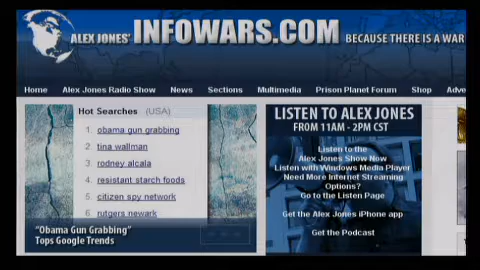 ALEX JONES' INFOWARS.COM BECAUSE THERE IS A WAR
Home Alex Jones Radio Show News Sections Multimedia Prison Planet Forum Shop Adve
Hot Searches (USA)
1. obama gun grabbing
2. tina wallman
3. rodney alcala
4. resistant starch foods
5. citizen spy network
6. rutgers newark
"Obama Gun Grabbing"
Tops Google Trends
LISTEN TO ALEX JONES
FROM 11AM - 2PM CST
Listen to the
Alex Jones Show Now
Listen with Windows Media Player
Need More Internet Streaming
Options?
Go to the Listen Page
Get the Alex Jones iPhone app
Get the Podcast